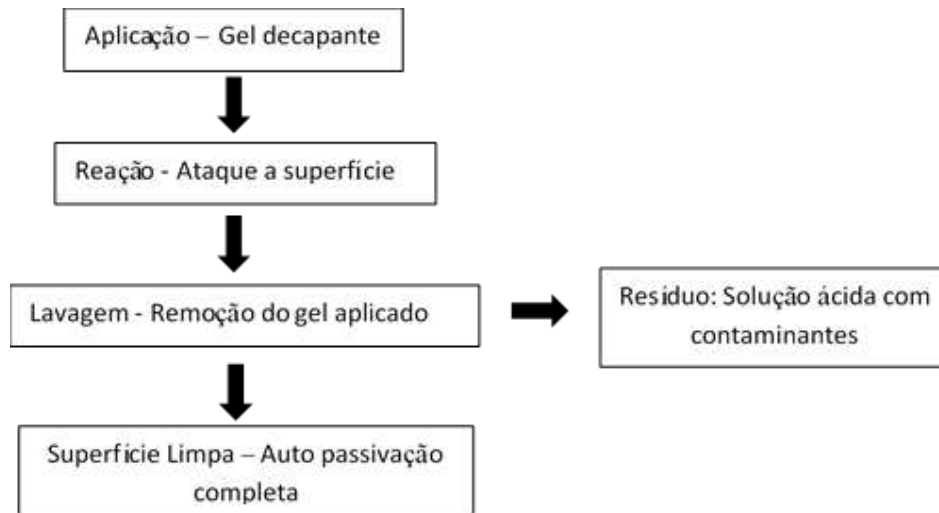 Aplicação – Gel decapante
Reação - Ataque a superfície
Lavagem - Remoção do gel aplicado
Resíduo: Solução ácida com
contaminantes
Superfície Limpa – Auto passivação
completa